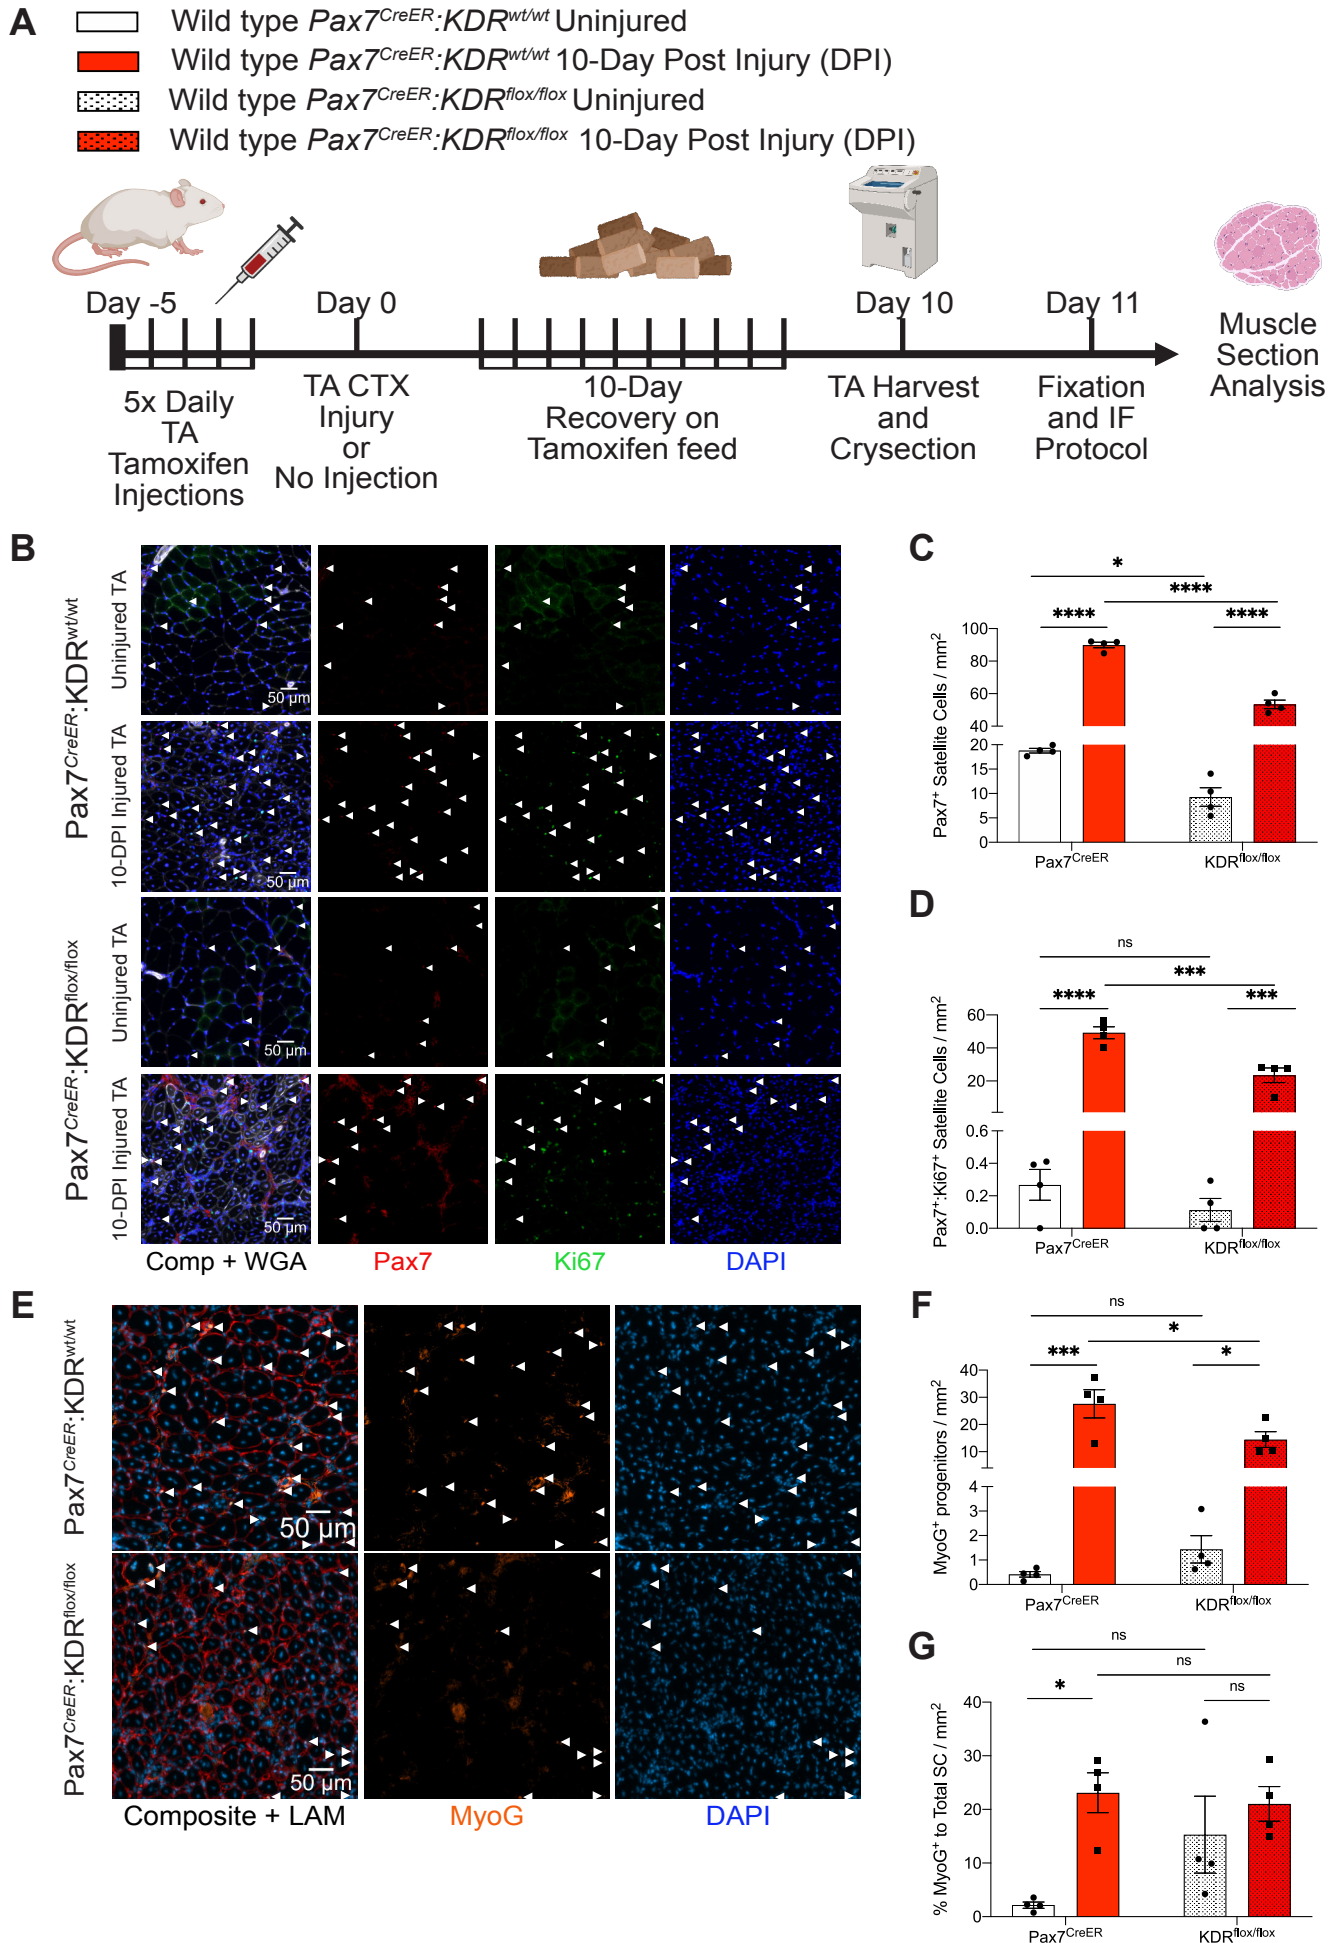 A
Wild type Pax7CreER:KDRwt/wt Uninjured
Wild type Pax7CreER:KDRwt/wt 10-Day Post Injury (DPI)
Wild type Pax7CreER:KDRflox/flox Uninjured
Wild type Pax7CreER:KDRflox/flox 10-Day Post Injury (DPI)
Day -5
Day 0
Day 10
Day 11
5x Daily
TA
Tamoxifen
Injections
TA CTX
Injury
or
No Injection
10-Day
Recovery on
Tamoxifen feed
TA Harvest
and
Crysection
Fixation
and IF
Protocol
Muscle
Section
Analysis
B
Pax7CreER:KDRwt/wt
Uninjured TA
50 µm
10-DPI Injured TA
50 µm
Pax7CreER:KDRflox/flox
Uninjured TA
50 µm
10-DPI Injured TA
50 µm
Comp + WGA
Pax7
Ki67
DAPI
C
*
****
****
****
Pax7+ Satellite Cells / mm2
100
80
60
40
20
15
10
5
0
Pax7CreER
KDRflox/flox
D
ns
***
****
***
Pax7+:Ki67+ Satellite Cells / mm2
60
40
20
0.6
0.4
0.2
0.0
Pax7CreER
KDRflox/flox
E
Pax7CreER:KDRwt/wt
50 µm
Pax7CreER:KDRflox/flox
50 µm
Composite + LAM
MyoG
DAPI
F
ns
*
***
*
MyoG+ progenitors / mm2
40
30
20
10
4
3
2
1
0
Pax7CreER
KDRflox/flox
G
ns
ns
*
ns
% MyoG+ to Total SC / mm2
40
30
20
10
0
Pax7CreER
KDRflox/flox